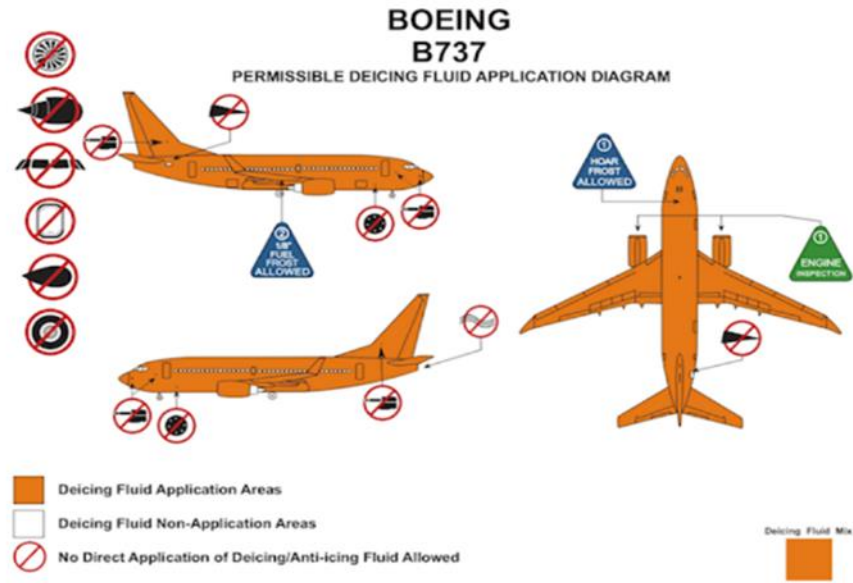 BOEING
B737
PERMISSIBLE DEICING FLUID APPLICATION DIAGRAM
1
HOAR
FROST
ALLOWED
2
1/8"
FUEL
FROST
ALLOWED
1
ENGINE
INSPECTION
Deicing Fluid Application Areas
Deicing Fluid Non-Application Areas
No Direct Application of Deicing/Anti-icing Fluid Allowed
Deicing Fluid Mix